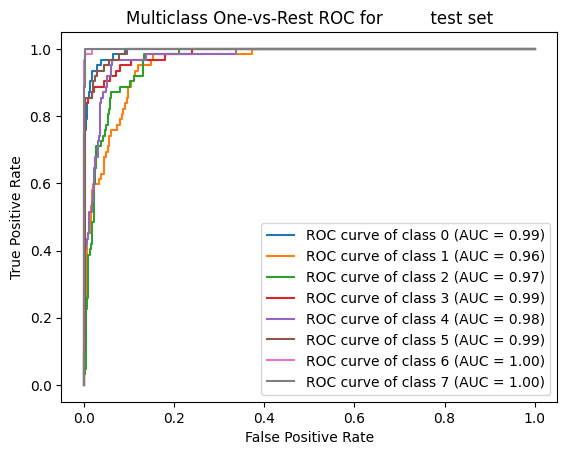 Multiclass One-vs-Rest ROC for test set
True Positive Rate
1.0
0.8
0.6
0.4
0.2
0.0
ROC curve of class 0 (AUC = 0.99)
ROC curve of class 1 (AUC = 0.96)
ROC curve of class 2 (AUC = 0.97)
ROC curve of class 3 (AUC = 0.99)
ROC curve of class 4 (AUC = 0.98)
ROC curve of class 5 (AUC = 0.99)
ROC curve of class 6 (AUC = 1.00)
ROC curve of class 7 (AUC = 1.00)
0.0 0.2 0.4 0.6 0.8 1.0
False Positive Rate